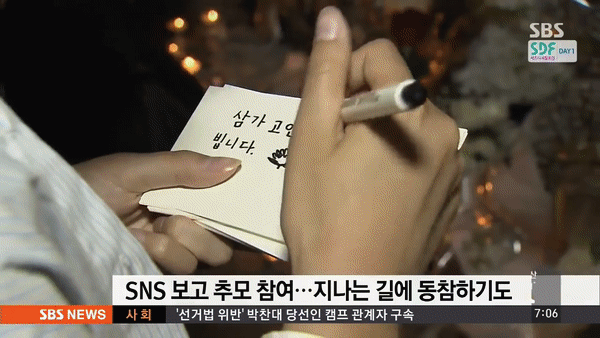 SBS
SDF DAY 1
삼가 고인
빕니다.
SNS 보고 추모 참여…지나는 길에 동참하기도
SBS NEWS 사회 '선거법 위반' 박찬대 당선인 캠프 관계자 구속 7:06